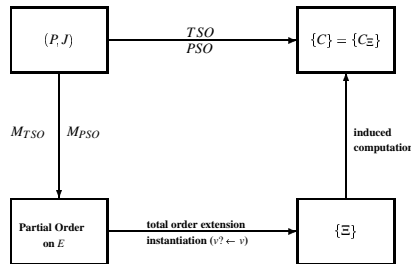 (P, J)
TSO
PSO
{C} = {C_Ξ}
M_TSO
M_PSO
induced
computation
Partial Order
on E
total order extension
instantiation (v? ← v)
{Ξ}